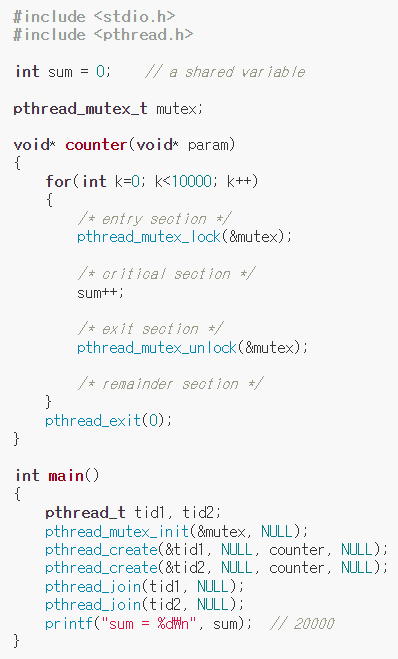 #include <stdio.h>
#include <pthread.h>
int sum = 0;    // a shared variable
pthread_mutex_t mutex;
void* counter(void* param)
{
    for(int k=0; k<10000; k++)
    {
        /* entry section */
        pthread_mutex_lock(&mutex);
        /* critical section */
        sum++;
        /* exit section */
        pthread_mutex_unlock(&mutex);
        /* remainder section */
    }
    pthread_exit(0);
}
int main()
{
    pthread_t tid1, tid2;
    pthread_mutex_init(&mutex, NULL);
    pthread_create(&tid1, NULL, counter, NULL);
    pthread_create(&tid2, NULL, counter, NULL);
    pthread_join(tid1, NULL);
    pthread_join(tid2, NULL);
    printf("sum = %d₩n", sum);  // 20000
}